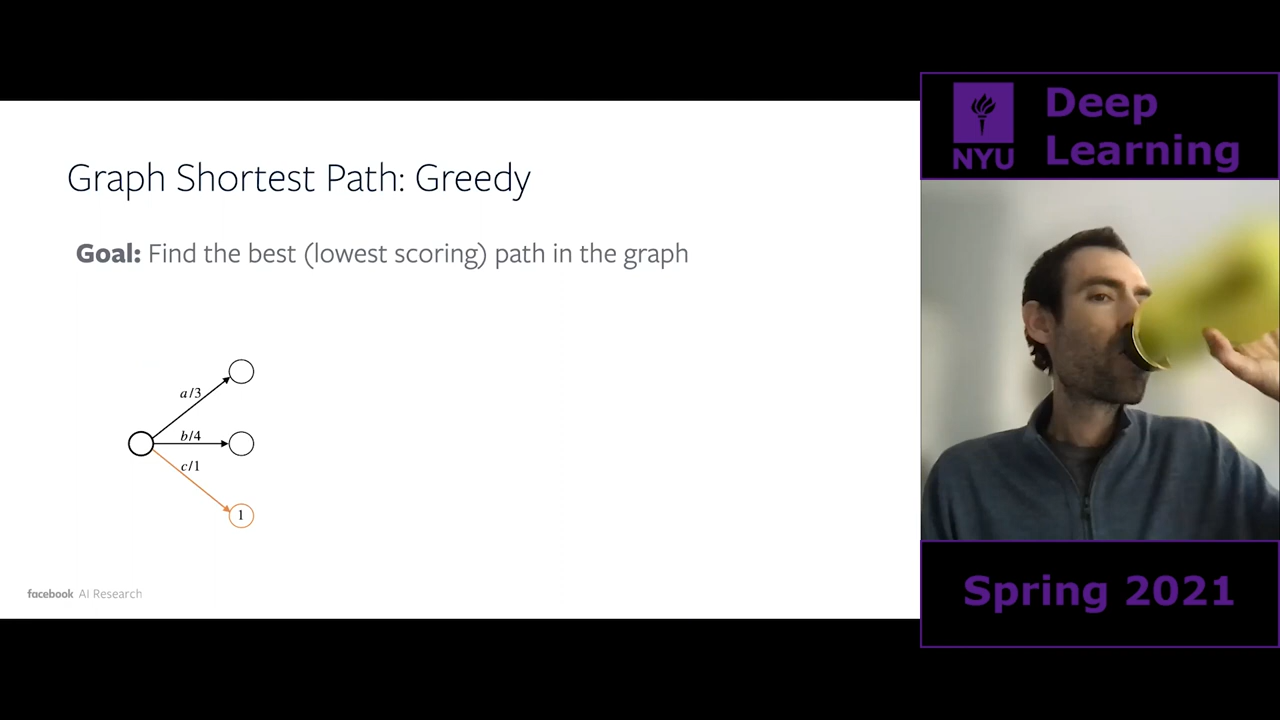 Graph Shortest Path: Greedy
Goal: Find the best (lowest scoring) path in the graph
a/3
b/4
c/1
1
facebook AI Research
NYU
Deep
Learning
Spring 2021